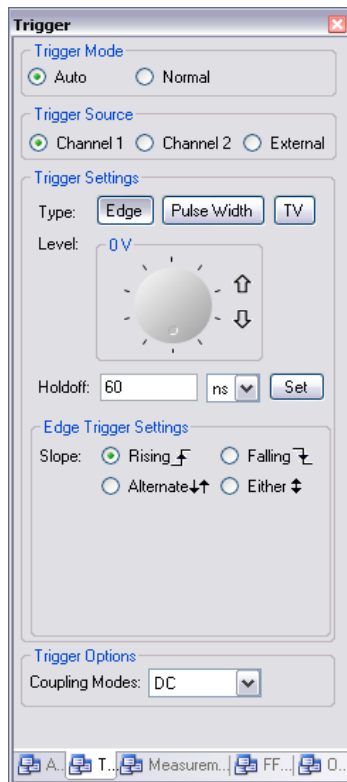 Trigger
Trigger Mode
Auto Normal
Trigger Source
Channel 1 Channel 2 External
Trigger Settings
Type: Edge Pulse Width TV
Level: 0 V
Holdoff: 60 ns Set
Edge Trigger Settings
Slope: Rising Falling
Alternate Either
Trigger Options
Coupling Modes: DC
A... T... Measurem... FF... O...